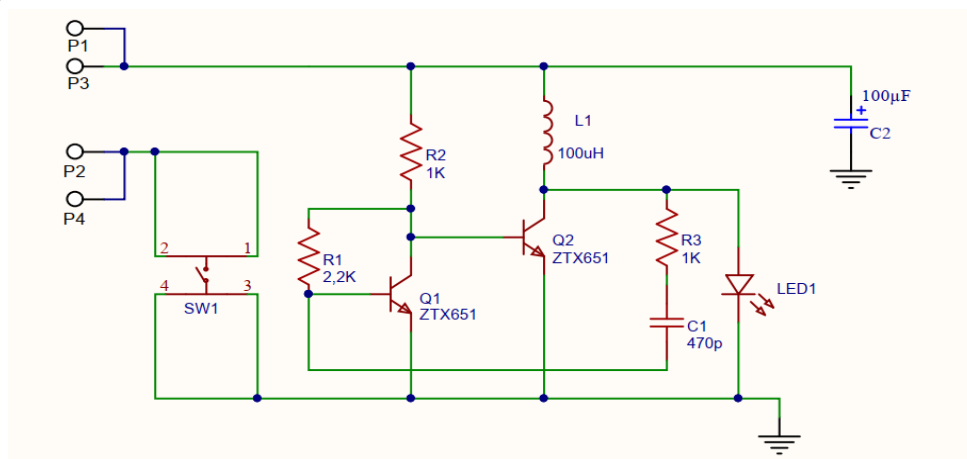 P1
P3
100µF
+
C2
L1
100uH
R2
1K
P2
P4
R1
2,2K
Q1
ZTX651
Q2
ZTX651
R3
1K
2
1
4
3
SW1
LED1
C1
470p